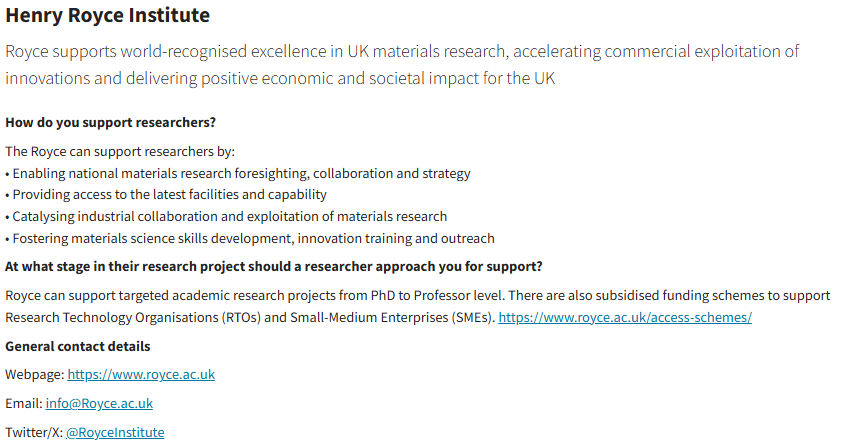 Henry Royce Institute
Royce supports world-recognised excellence in UK materials research, accelerating commercial exploitation of
innovations and delivering positive economic and societal impact for the UK
How do you support researchers?
The Royce can support researchers by:
• Enabling national materials research foresighting, collaboration and strategy
• Providing access to the latest facilities and capability
• Catalysing industrial collaboration and exploitation of materials research
• Fostering materials science skills development, innovation training and outreach
At what stage in their research project should a researcher approach you for support?
Royce can support targeted academic research projects from PhD to Professor level. There are also subsidised funding schemes to support
Research Technology Organisations (RTOs) and Small-Medium Enterprises (SMEs). https://www.royce.ac.uk/access-schemes/
General contact details
Webpage: https://www.royce.ac.uk
Email: info@Royce.ac.uk
Twitter/X: @RoyceInstitute